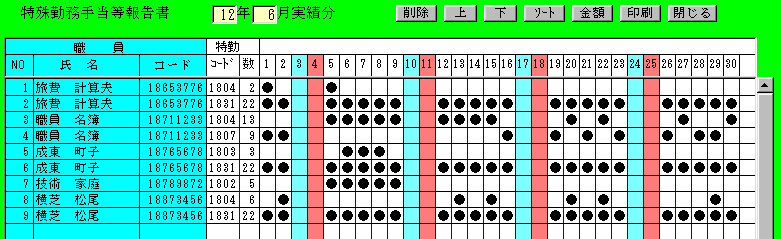 特殊勤務手当等報告書 12年 6月実績分 削除 上 下 ｿｰﾄ 金額 印刷 閉じる
職　員 特勤
NO 氏　名 コード ｺｰﾄﾞ 数 1 2 3 4 5 6 7 8 9 10 11 12 13 14 15 16 17 18 19 20 21 22 23 24 25 26 27 28 29 30
1 旅費　計算夫 18653776 1804 2 ● ●
2 旅費　計算夫 18653776 1831 22 ● ● ● ● ● ● ● ● ● ● ● ● ● ● ● ● ● ● ● ● ● ●
3 職員　名簿 18711233 1804 13 ● ● ● ● ● ● ● ● ● ● ● ● ●
4 職員　名簿 18711233 1807 9 ● ● ● ● ● ● ● ● ●
5 成東　町子 18765678 1803 3 ● ● ●
6 成東　町子 18765678 1831 22 ● ● ● ● ● ● ● ● ● ● ● ● ● ● ● ● ● ● ● ● ● ●
7 技術　家庭 18789872 1802 5 ● ● ● ● ●
8 横芝　松尾 18873456 1804 6 ● ● ● ● ● ●
9 横芝　松尾 18873456 1831 22 ● ● ● ● ● ● ● ● ● ● ● ● ● ● ● ● ● ● ● ● ● ●